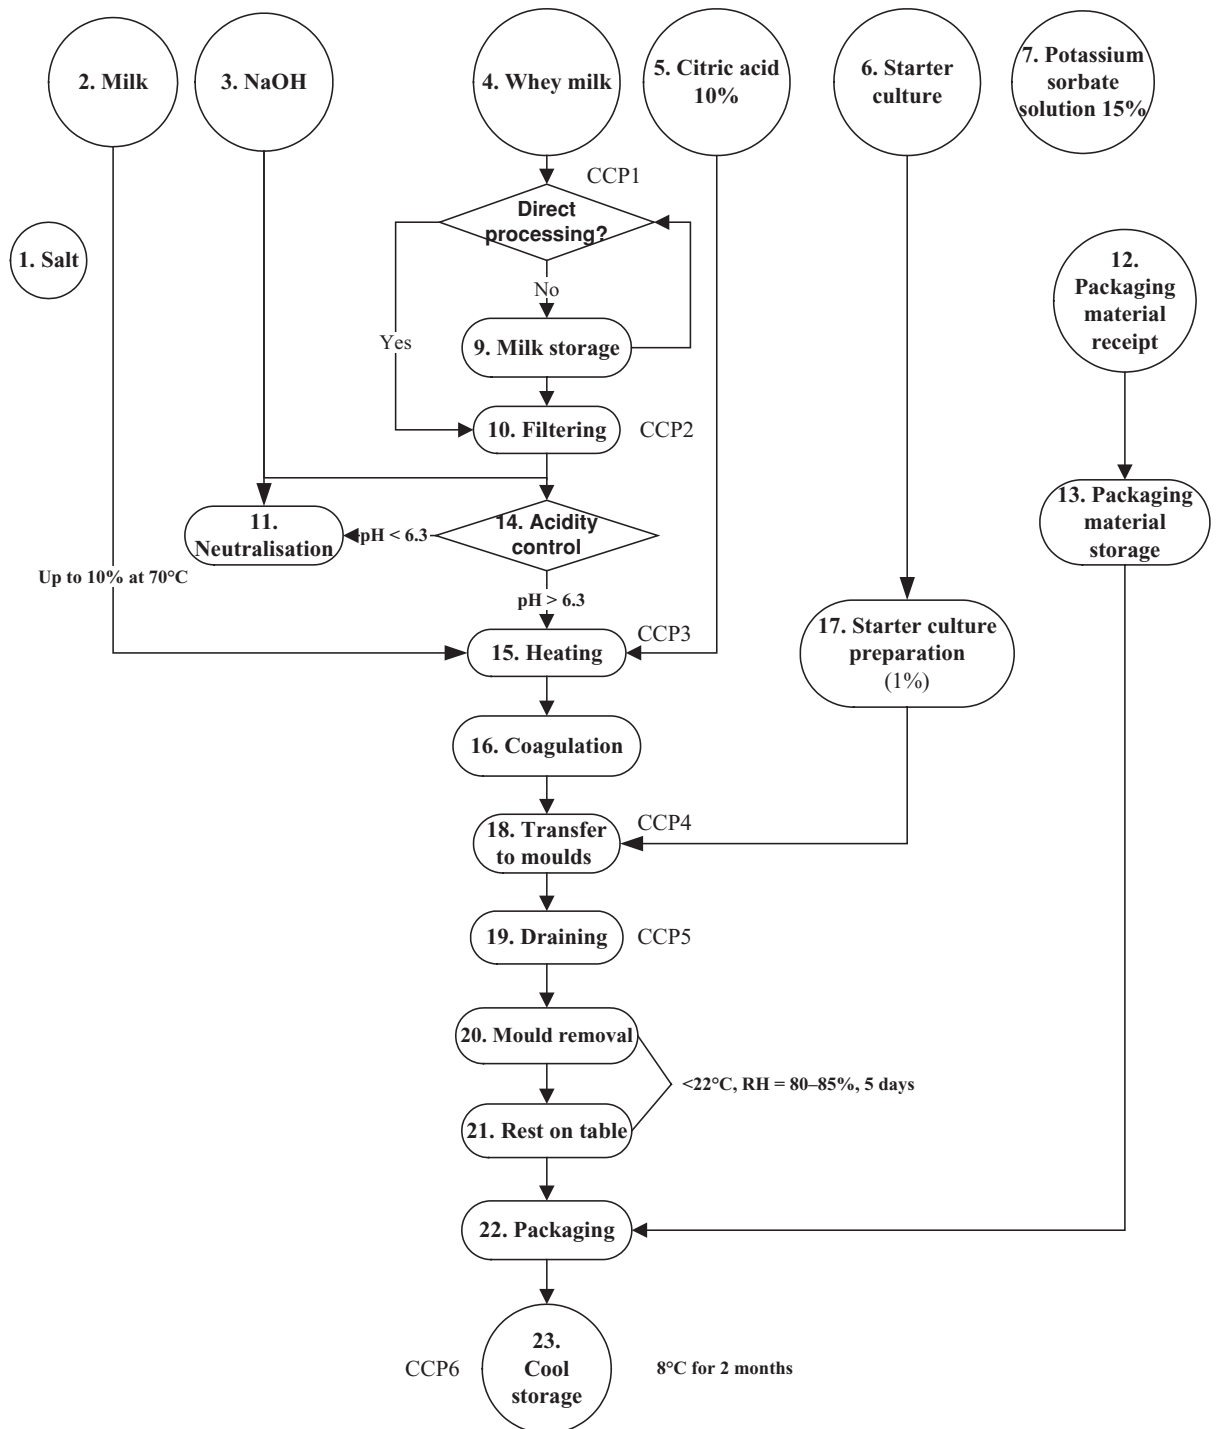 2. Milk
3. NaOH
4. Whey milk
5. Citric acid
10%
6. Starter
culture
7. Potassium
sorbate
solution 15%
CCP1
Direct
processing?
1. Salt
12.
Packaging
material
receipt
No
Yes
9. Milk storage
10. Filtering
CCP2
11.
Neutralisation
pH < 6.3
14. Acidity
control
13. Packaging
material
storage
Up to 10% at 70°C
pH > 6.3
CCP3
15. Heating
17. Starter culture
preparation
(1%)
16. Coagulation
18. Transfer
to moulds
CCP4
19. Draining
CCP5
20. Mould removal
<22°C, RH = 80–85%, 5 days
21. Rest on table
22. Packaging
CCP6
23.
Cool
storage
8°C for 2 months